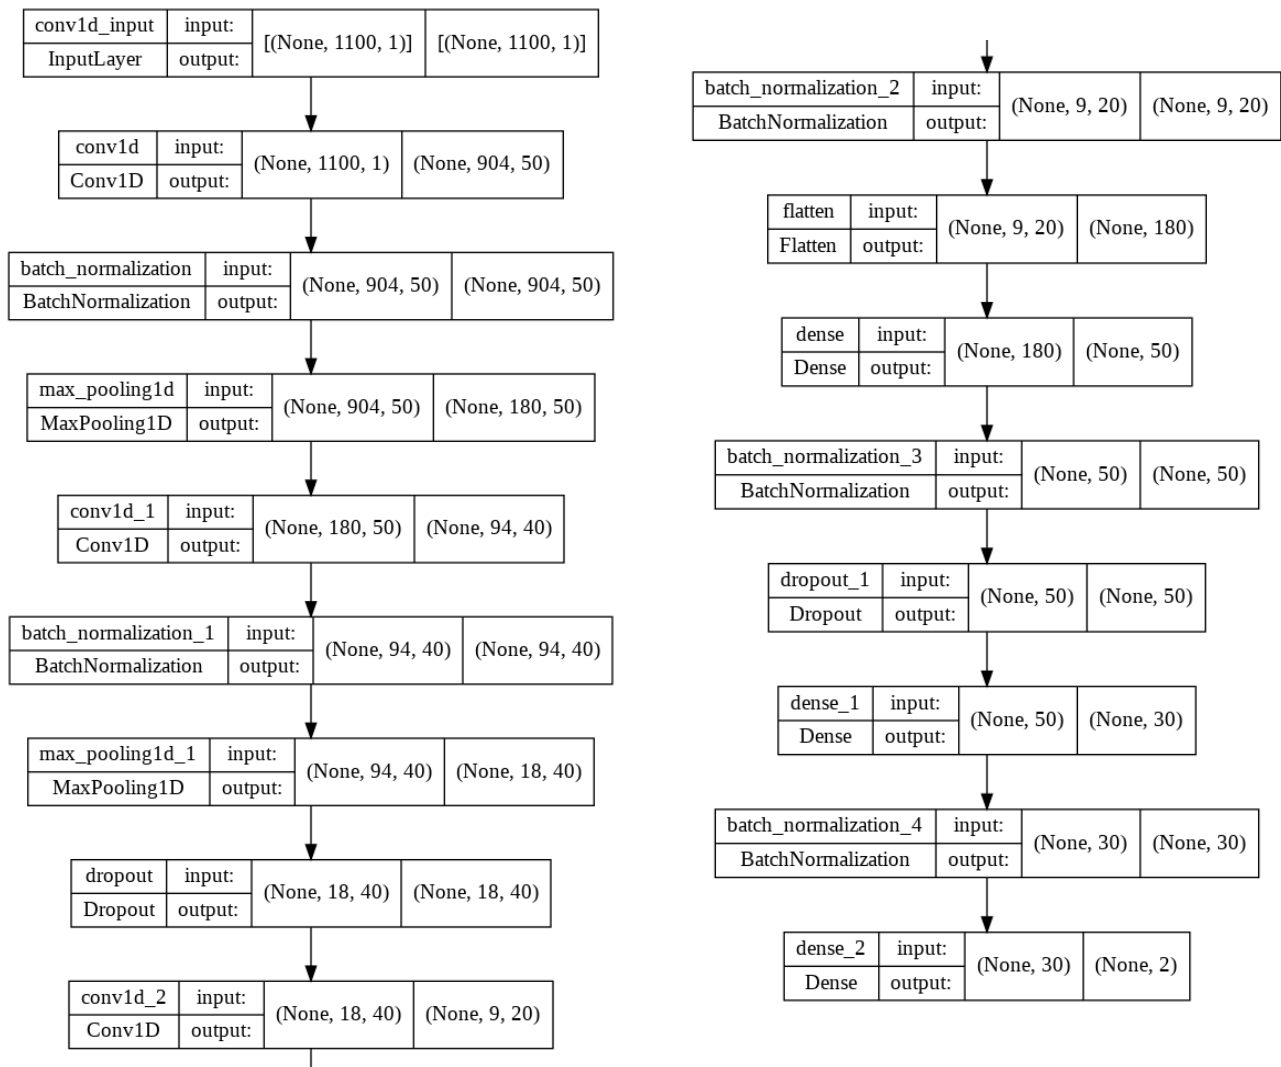 conv1d_input input: [(None, 1100, 1)] [(None, 1100, 1)]
InputLayer output:
conv1d input: (None, 1100, 1) (None, 904, 50)
Conv1D output:
batch_normalization input: (None, 904, 50) (None, 904, 50)
BatchNormalization output:
max_pooling1d input: (None, 904, 50) (None, 180, 50)
MaxPooling1D output:
conv1d_1 input: (None, 180, 50) (None, 94, 40)
Conv1D output:
batch_normalization_1 input: (None, 94, 40) (None, 94, 40)
BatchNormalization output:
max_pooling1d_1 input: (None, 94, 40) (None, 18, 40)
MaxPooling1D output:
dropout input: (None, 18, 40) (None, 18, 40)
Dropout output:
conv1d_2 input: (None, 18, 40) (None, 9, 20)
Conv1D output:
batch_normalization_2 input: (None, 9, 20) (None, 9, 20)
BatchNormalization output:
flatten input: (None, 9, 20) (None, 180)
Flatten output:
dense input: (None, 180) (None, 50)
Dense output:
batch_normalization_3 input: (None, 50) (None, 50)
BatchNormalization output:
dropout_1 input: (None, 50) (None, 50)
Dropout output:
dense_1 input: (None, 50) (None, 30)
Dense output:
batch_normalization_4 input: (None, 30) (None, 30)
BatchNormalization output:
dense_2 input: (None, 30) (None, 2)
Dense output: